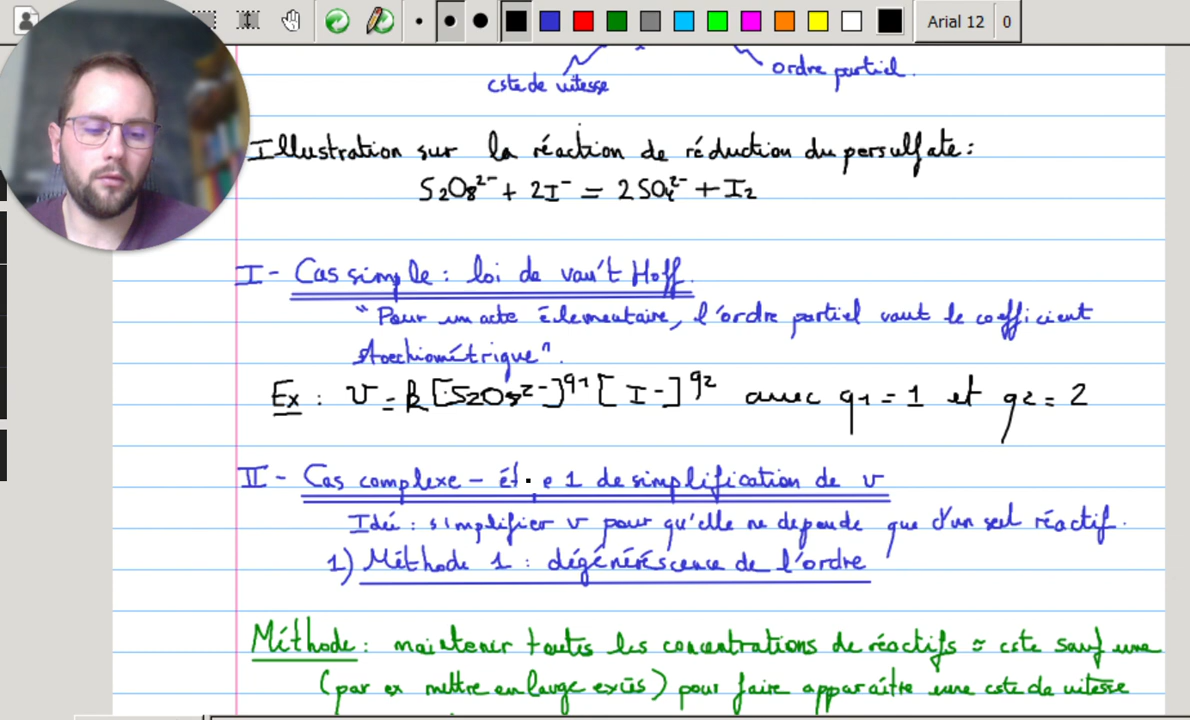 Arial 12 0
cste de vitesse
ordre partiel.
Illustration sur la réaction de réduction du persulfate :
S2O8²⁻ + 2I⁻ = 2SO4²⁻ + I2
I - Cas simple : loi de van't Hoff.
"Pour un acte élementaire, l'ordre partiel vaut le coefficient
stoechiométrique".
Ex : v = k[S2O8²⁻]^q1 [I⁻]^q2 avec q1 = 1 et q2 = 2
II - Cas complexe - ét pe 1 de simplification de v
Idée : simplifier v pour qu'elle ne depende que d'un seul réactif.
1) Méthode 1 : dégénéréscence de l'ordre
Méthode : maintenir toutes les concentrations de réactifs ≃ cste sauf une
(par ex mettre en large excès) pour faire apparaître une cste de vitesse